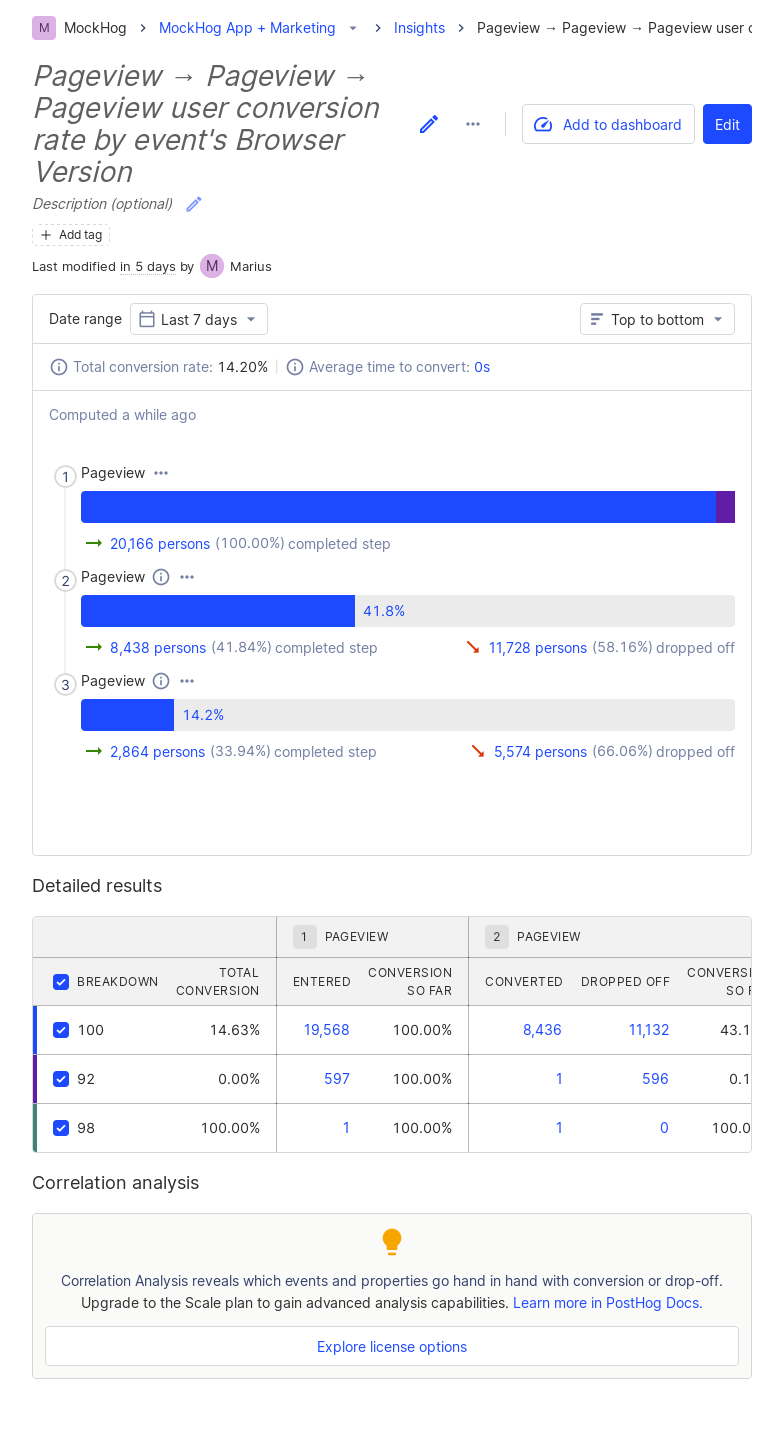 M MockHog MockHog App + Marketing Insights Pageview → Pageview → Pageview user
Pageview → Pageview →
Pageview user conversion
rate by event's Browser
Version
Add to dashboard Edit
Description (optional)
Add tag
Last modified in 5 days by M Marius
Date range Last 7 days Top to bottom
Total conversion rate: 14.20% Average time to convert: 0s
Computed a while ago
1 Pageview
20,166 persons (100.00%) completed step
2 Pageview
41.8%
8,438 persons (41.84%) completed step 11,728 persons (58.16%) dropped off
3 Pageview
14.2%
2,864 persons (33.94%) completed step 5,574 persons (66.06%) dropped off
Detailed results
1 PAGEVIEW 2 PAGEVIEW
BREAKDOWN TOTAL CONVERSION ENTERED CONVERSION SO FAR CONVERTED DROPPED OFF CONVERSI SO F
100 14.63% 19,568 100.00% 8,436 11,132 43.1
92 0.00% 597 100.00% 1 596 0.1
98 100.00% 1 100.00% 1 0 100.0
Correlation analysis
Correlation Analysis reveals which events and properties go hand in hand with conversion or drop-off.
Upgrade to the Scale plan to gain advanced analysis capabilities. Learn more in PostHog Docs.
Explore license options